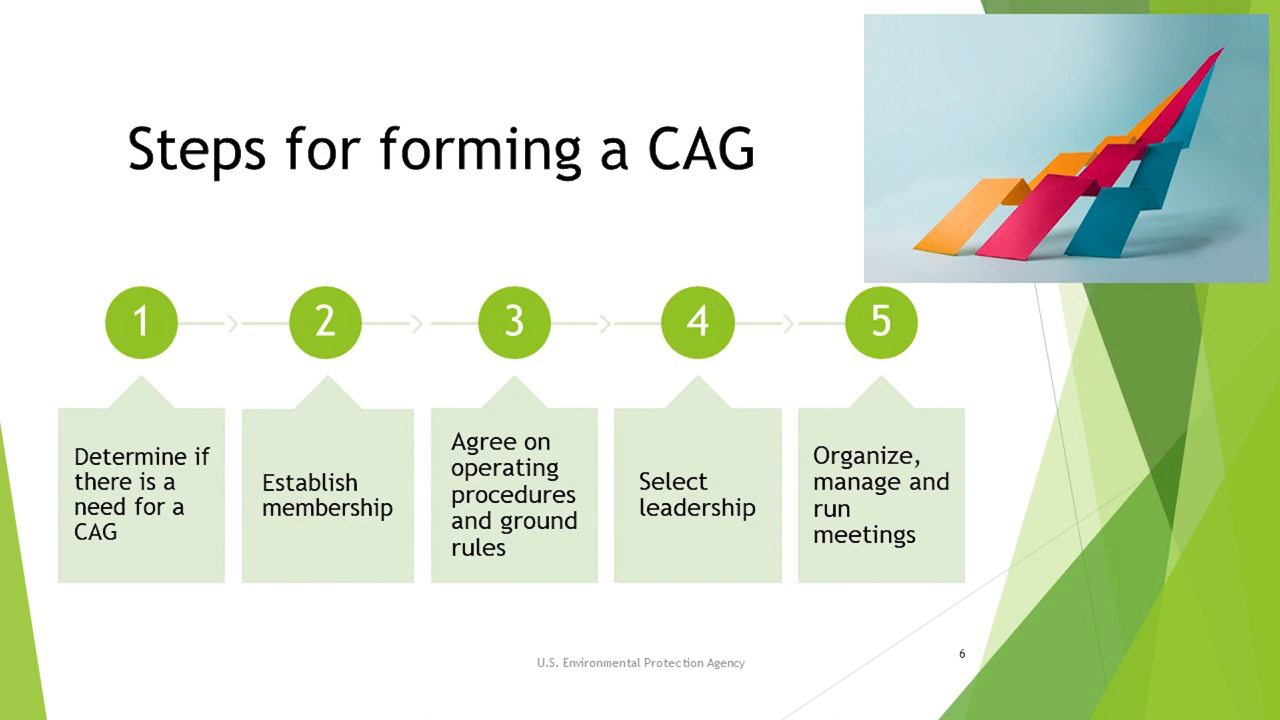 Steps for forming a CAG
1
2
3
4
5
Determine if
there is a
need for a
CAG
Establish
membership
Agree on
operating
procedures
and ground
rules
Select
leadership
Organize,
manage and
run
meetings
U.S. Environmental Protection Agency
6